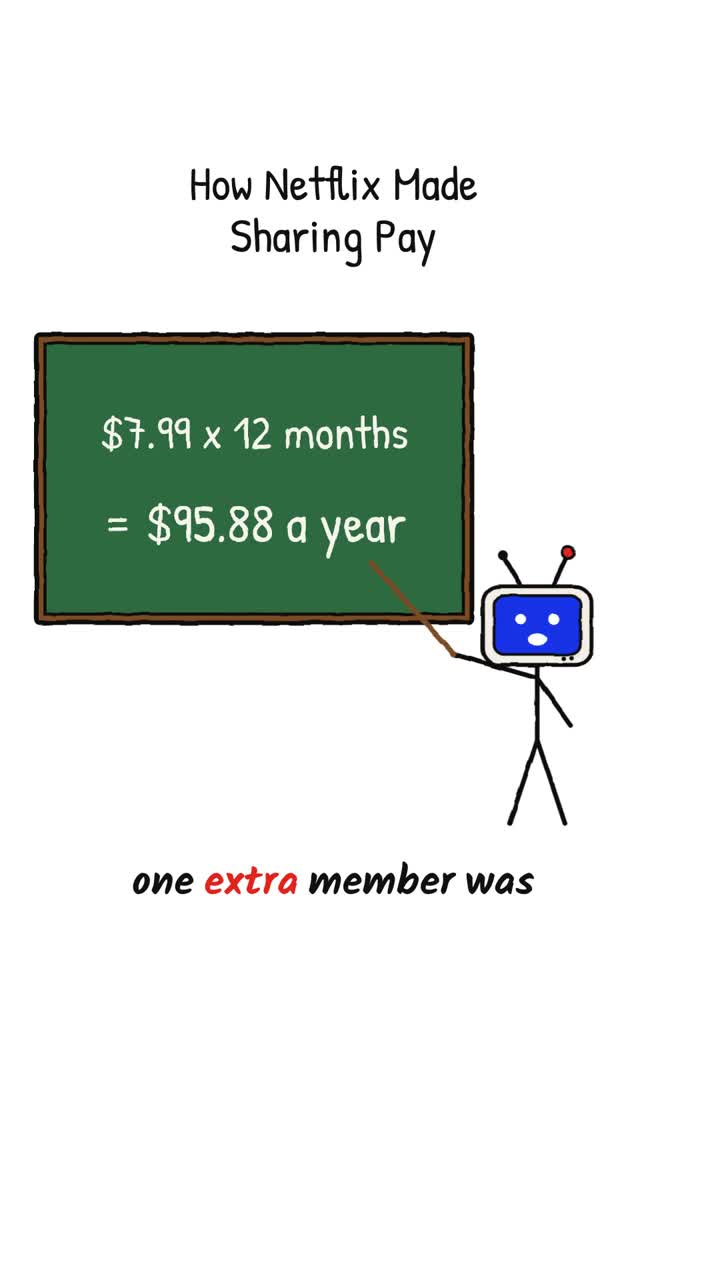 How Netflix Made
Sharing Pay
$7.99 x 12 months
= $95.88 a year
one extra member was